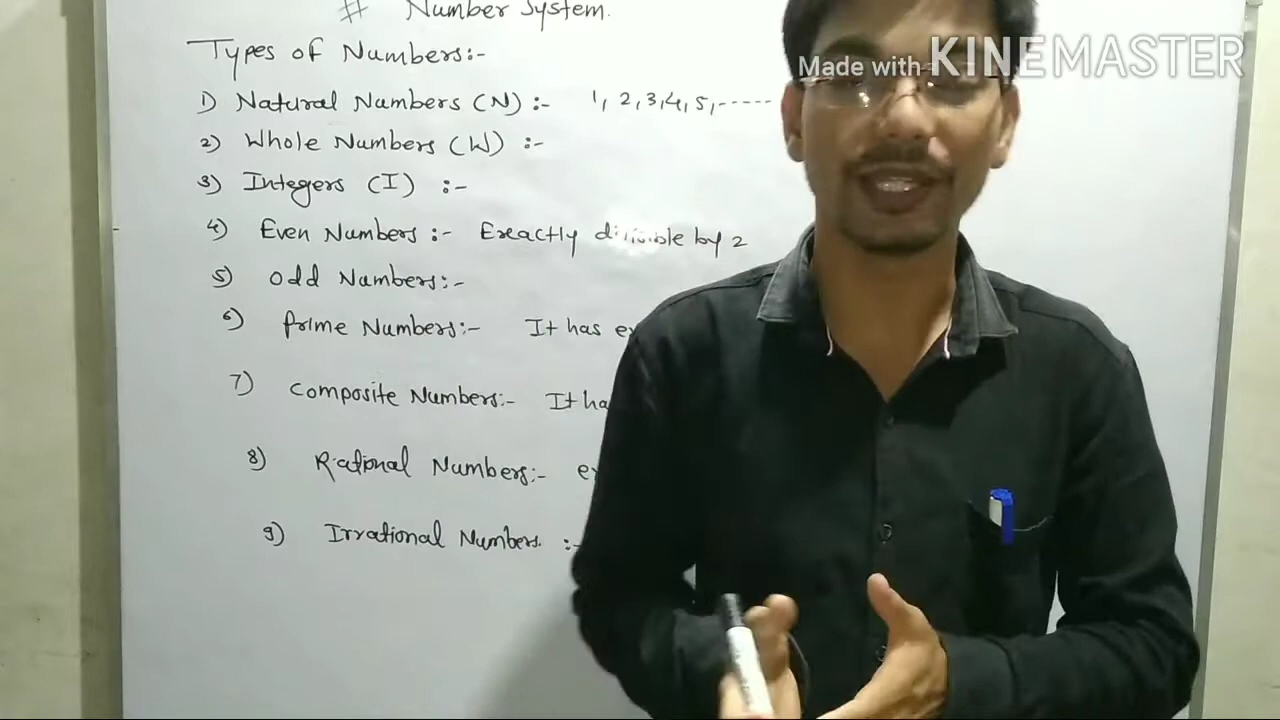 # Number System.
Types of Numbers:-
Made with KINEMASTER
1) Natural Numbers (N) :- 1, 2, 3, 4, 5, -----
2) Whole Numbers (W) :-
3) Integers (I) :-
4) Even Numbers :- Exactly divisible by 2
5) Odd Numbers:-
6) Prime Numbers:- It has
7) Composite Numbers:- It
8) Rational Numbers:-
9) Irrational Numbers. :-